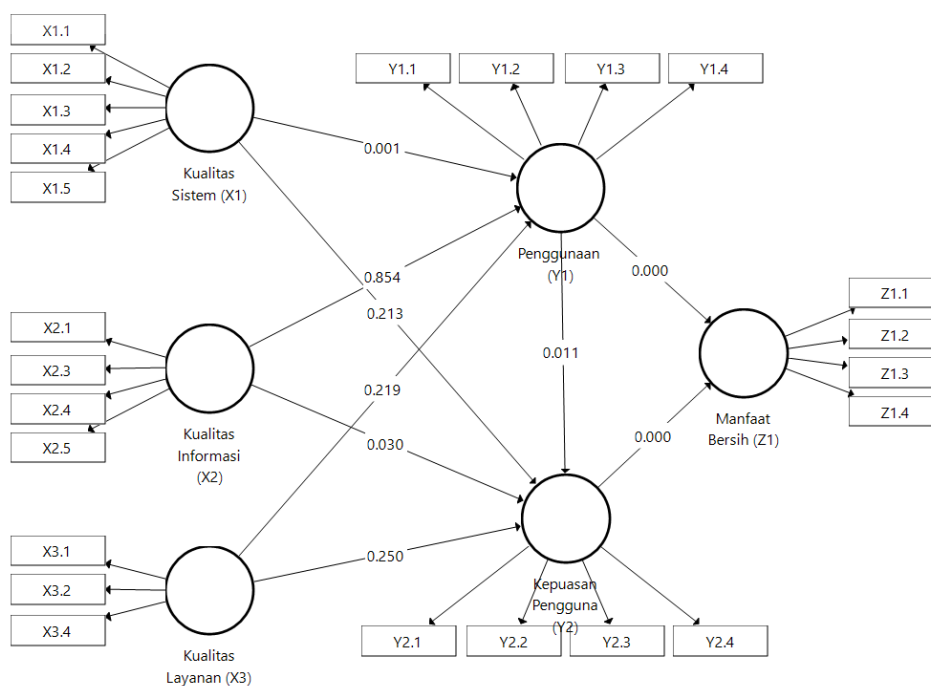 X1.1
X1.2
X1.3
X1.4
X1.5
Kualitas
Sistem (X1)
Y1.1
Y1.2
Y1.3
Y1.4
0.001
Penggunaan
(Y1)
0.854
0.213
0.000
0.011
0.219
X2.1
X2.3
X2.4
X2.5
Kualitas
Informasi
(X2)
Z1.1
Z1.2
Z1.3
Z1.4
Manfaat
Bersih (Z1)
0.030
0.000
0.250
X3.1
X3.2
X3.4
Kualitas
Layanan (X3)
Kepuasan
Pengguna
(Y2)
Y2.1
Y2.2
Y2.3
Y2.4